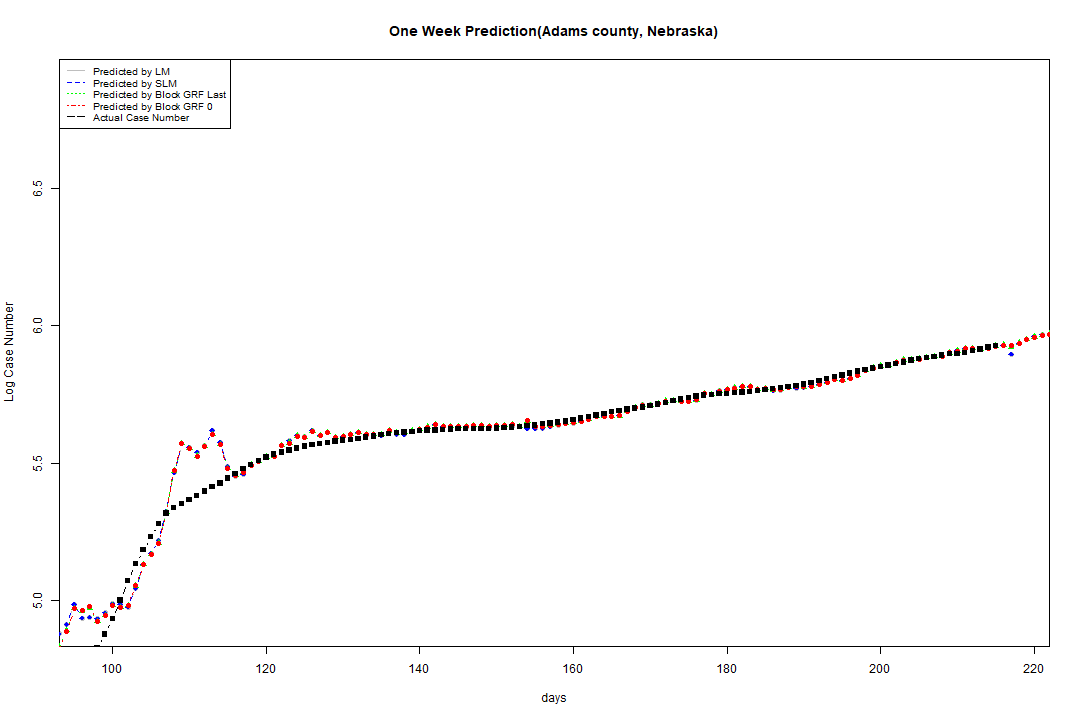 One Week Prediction(Adams county, Nebraska)
Predicted by LM
Predicted by SLM
Predicted by Block GRF Last
Predicted by Block GRF 0
Actual Case Number
Log Case Number
6.5
6.0
5.5
5.0
100 120 140 160 180 200 220
days